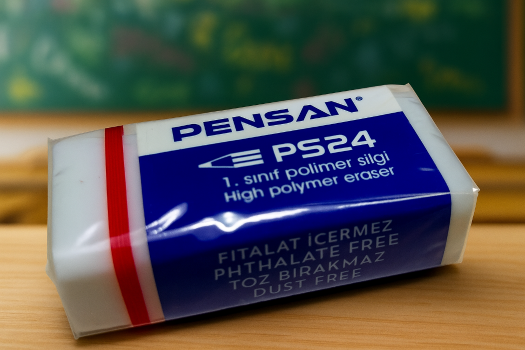 PENSAN®
PS24
1. sınıf polimer silgi
High polymer eraser
FITALAT İÇERMEZ
PHTHALATE FREE
TOZ BIRAKMAZ
DUST FREE